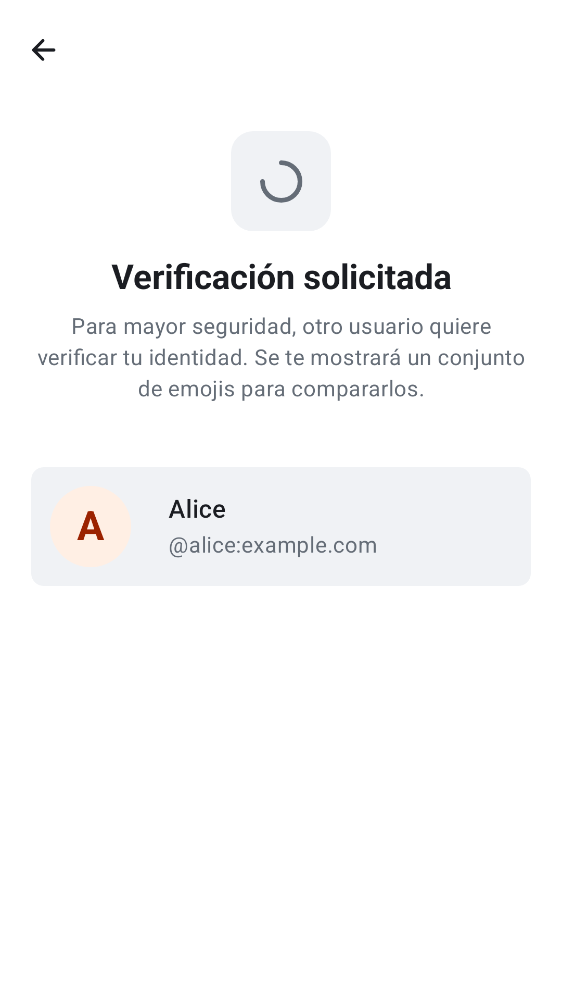 Verificación solicitada
Para mayor seguridad, otro usuario quiere
verificar tu identidad. Se te mostrará un conjunto
de emojis para compararlos.
A
Alice
@alice:example.com